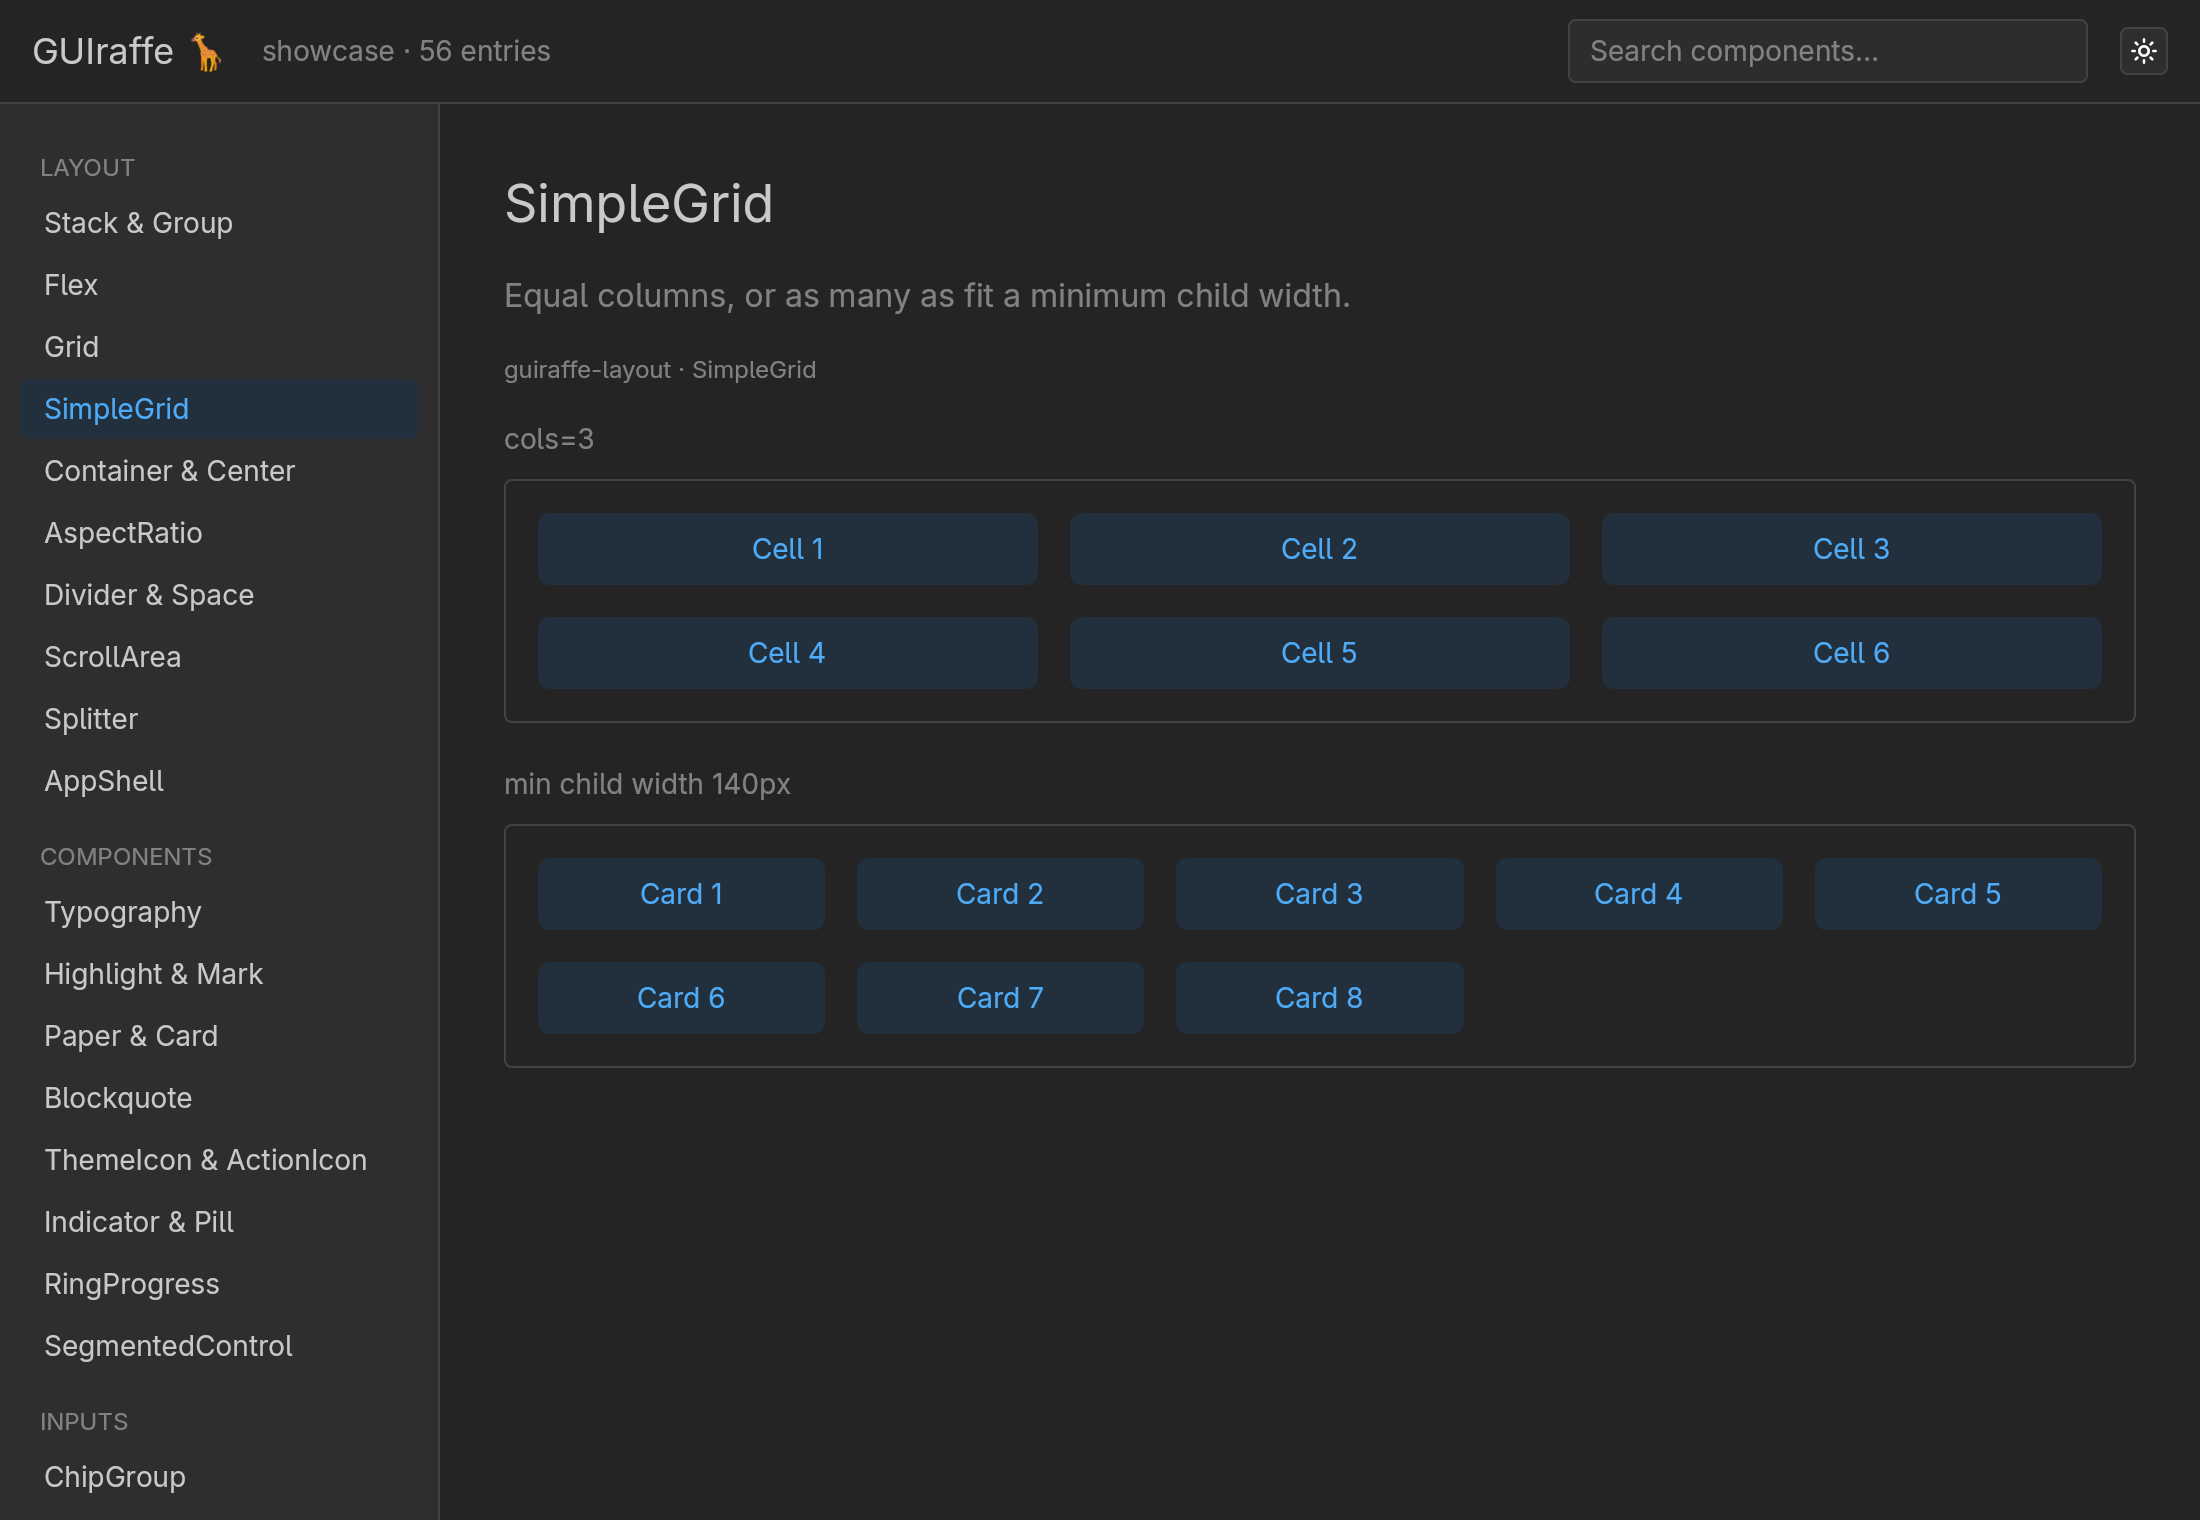 GUIraffe 🦒 showcase · 56 entries
Search components...
LAYOUT
Stack & Group
Flex
Grid
SimpleGrid
Container & Center
AspectRatio
Divider & Space
ScrollArea
Splitter
AppShell
COMPONENTS
Typography
Highlight & Mark
Paper & Card
Blockquote
ThemeIcon & ActionIcon
Indicator & Pill
RingProgress
SegmentedControl
INPUTS
ChipGroup
SimpleGrid
Equal columns, or as many as fit a minimum child width.
guiraffe-layout · SimpleGrid
cols=3
Cell 1 Cell 2 Cell 3
Cell 4 Cell 5 Cell 6
min child width 140px
Card 1 Card 2 Card 3 Card 4 Card 5
Card 6 Card 7 Card 8